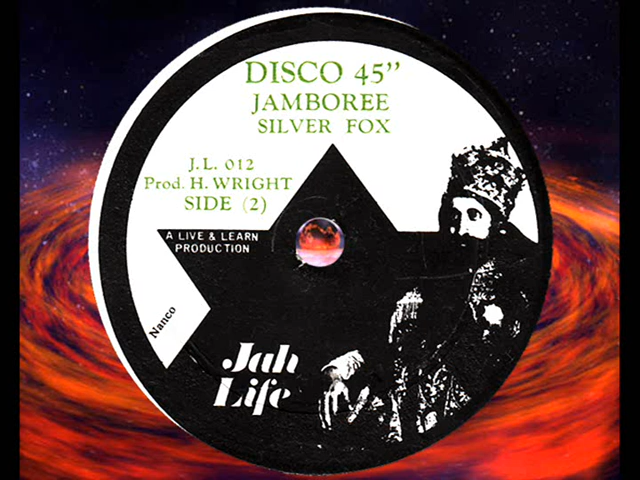 DISCO 45”
JAMBOREE
SILVER FOX
J.L. 012
Prod. H. WRIGHT
SIDE (2)
A LIVE & LEARN
PRODUCTION
Nanco
Jah
Life